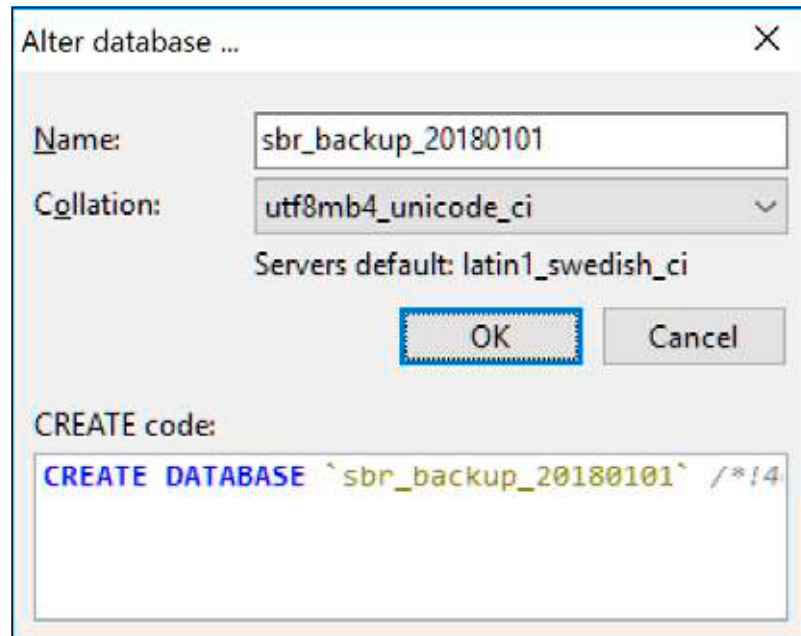 Alter database ...
Name: sbr_backup_20180101
Collation: utf8mb4_unicode_ci
Servers default: latin1_swedish_ci
OK Cancel
CREATE code:
CREATE DATABASE `sbr_backup_20180101` /*!4